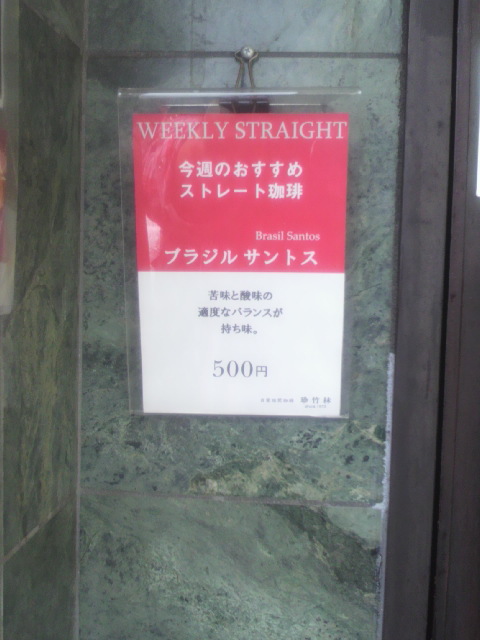 WEEKLY STRAIGHT
今週のおすすめ
ストレート珈琲
Brasil Santos
ブラジル サントス
苦味と酸味の
適度なバランスが
持ち味。
500円